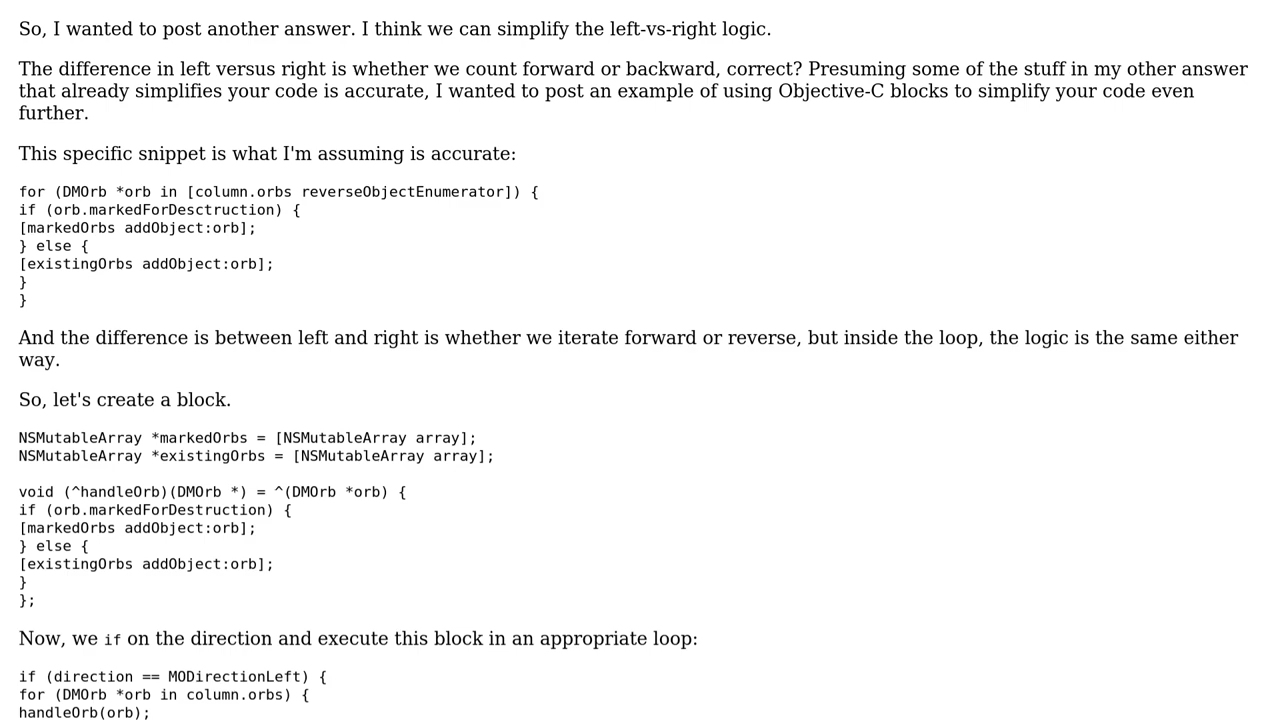 So, I wanted to post another answer. I think we can simplify the left-vs-right logic.
The difference in left versus right is whether we count forward or backward, correct? Presuming some of the stuff in my other answer
that already simplifies your code is accurate, I wanted to post an example of using Objective-C blocks to simplify your code even
further.
This specific snippet is what I'm assuming is accurate:
for (DMOrb *orb in [column.orbs reverseObjectEnumerator]) {
if (orb.markedForDesctruction) {
[markedOrbs addObject:orb];
} else {
[existingOrbs addObject:orb];
}
}
And the difference is between left and right is whether we iterate forward or reverse, but inside the loop, the logic is the same either
way.
So, let's create a block.
NSMutableArray *markedOrbs = [NSMutableArray array];
NSMutableArray *existingOrbs = [NSMutableArray array];
void (^handleOrb)(DMOrb *) = ^(DMOrb *orb) {
if (orb.markedForDestruction) {
[markedOrbs addObject:orb];
} else {
[existingOrbs addObject:orb];
}
};
Now, we if on the direction and execute this block in an appropriate loop:
if (direction == MODirectionLeft) {
for (DMOrb *orb in column.orbs) {
handleOrb(orb);